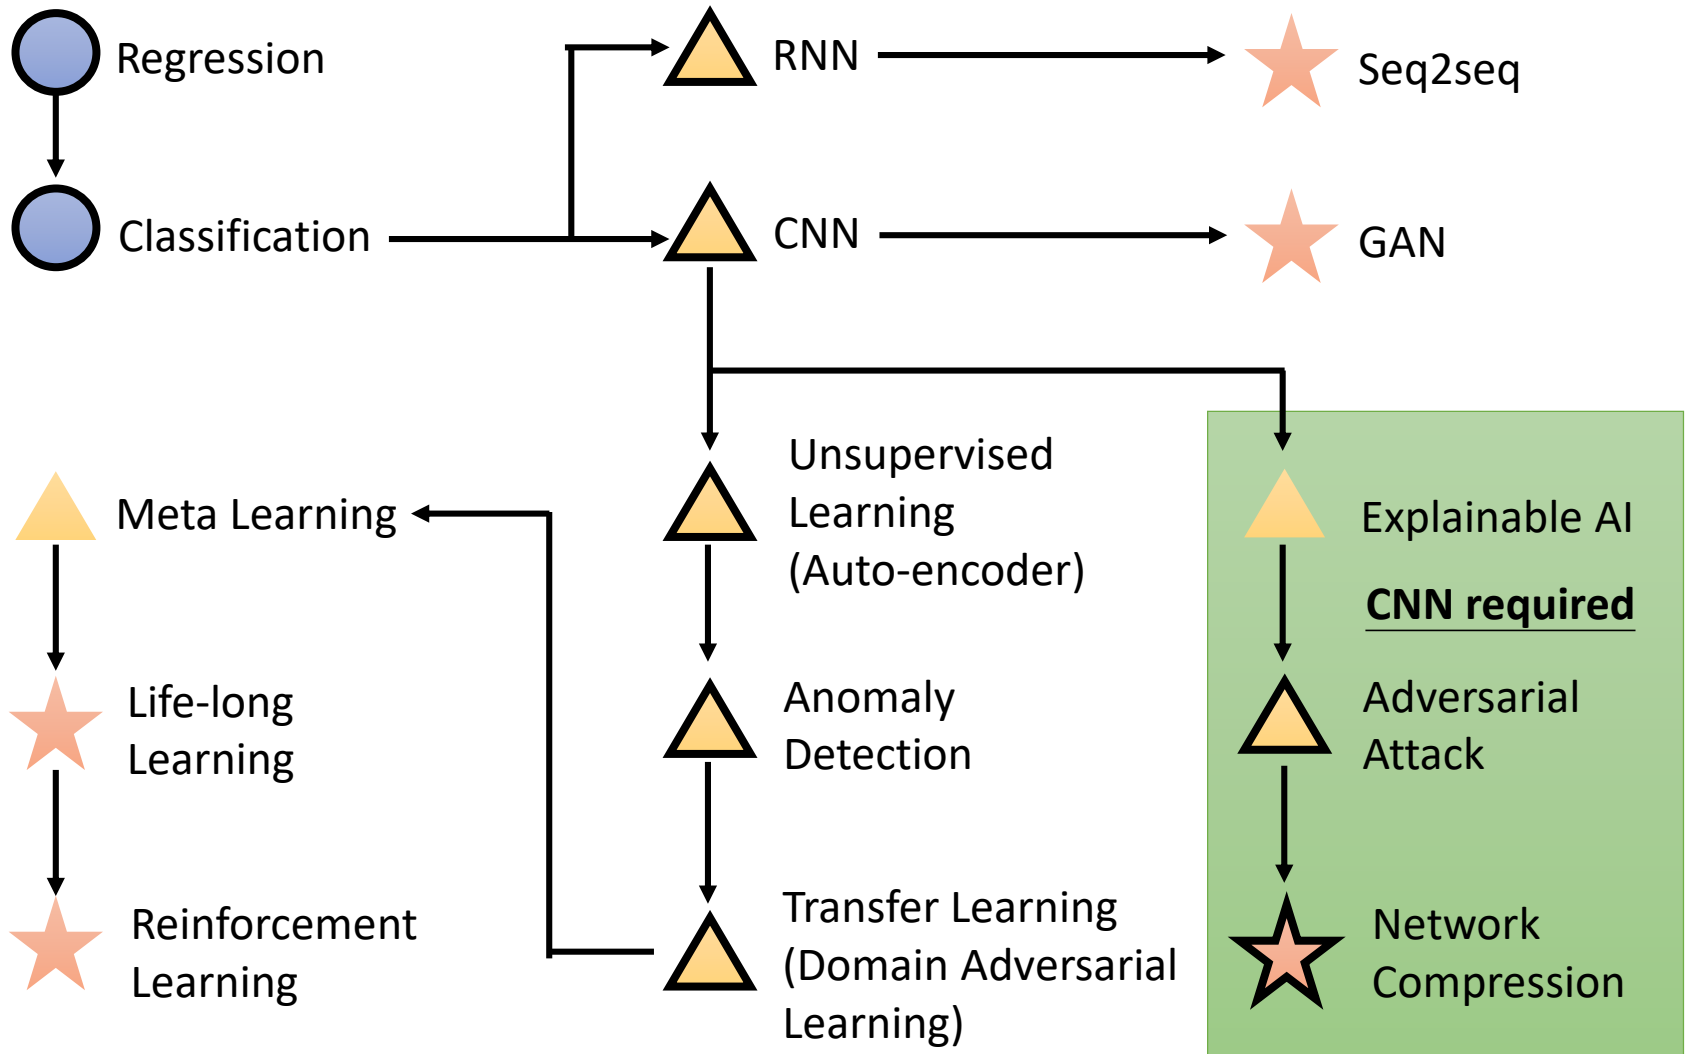 Regression
RNN
Seq2seq
Classification
CNN
GAN
Meta Learning
Life-long
Learning
Reinforcement
Learning
Unsupervised
Learning
(Auto-encoder)
Anomaly
Detection
Transfer Learning
(Domain Adversarial
Learning)
Explainable AI
CNN required
Adversarial
Attack
Network
Compression